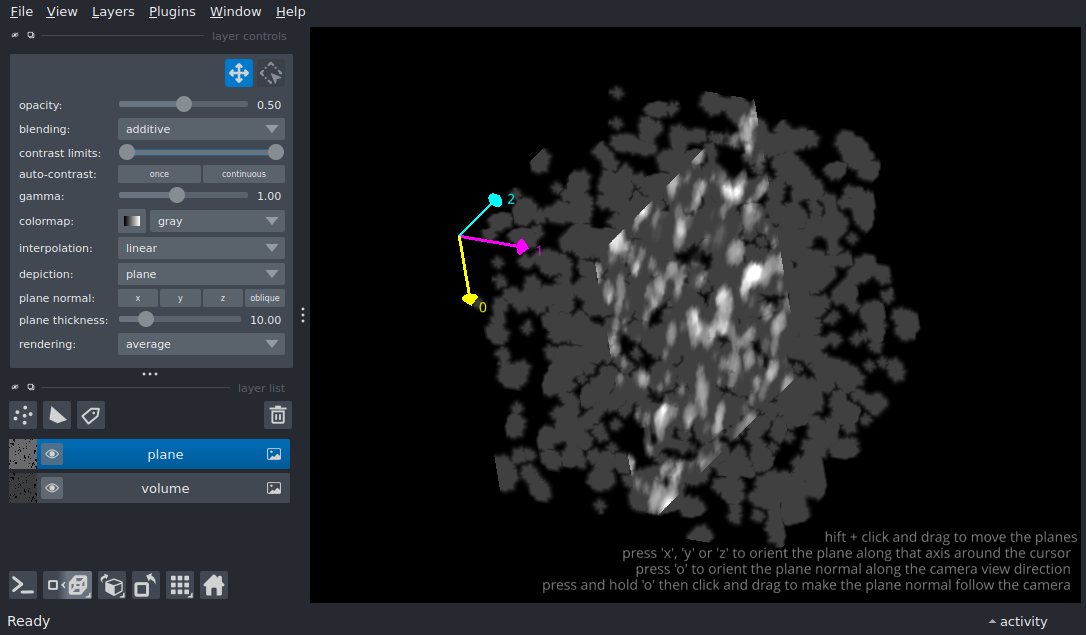 File View Layers Plugins Window Help
layer controls
opacity: 0.50
blending: additive
contrast limits:
auto-contrast: once continuous
gamma: 1.00
colormap: gray
interpolation: linear
depiction: plane
plane normal: x y z oblique
plane thickness: 10.00
rendering: average
layer list
plane
volume
2
1
0
hift + click and drag to move the planes
press 'x', 'y' or 'z' to orient the plane along that axis around the cursor
press 'o' to orient the plane normal along the camera view direction
press and hold 'o' then click and drag to make the plane normal follow the camera
Ready
activity